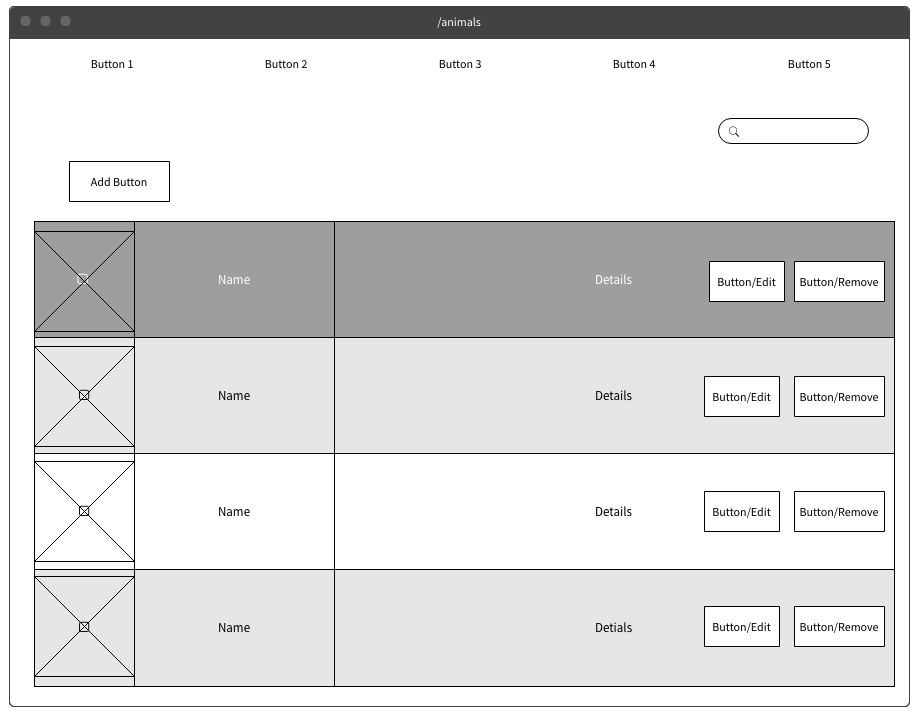 /animals
Button 1 Button 2 Button 3 Button 4 Button 5
Add Button
Name Details Button/Edit Button/Remove
Name Details Button/Edit Button/Remove
Name Details Button/Edit Button/Remove
Name Detials Button/Edit Button/Remove